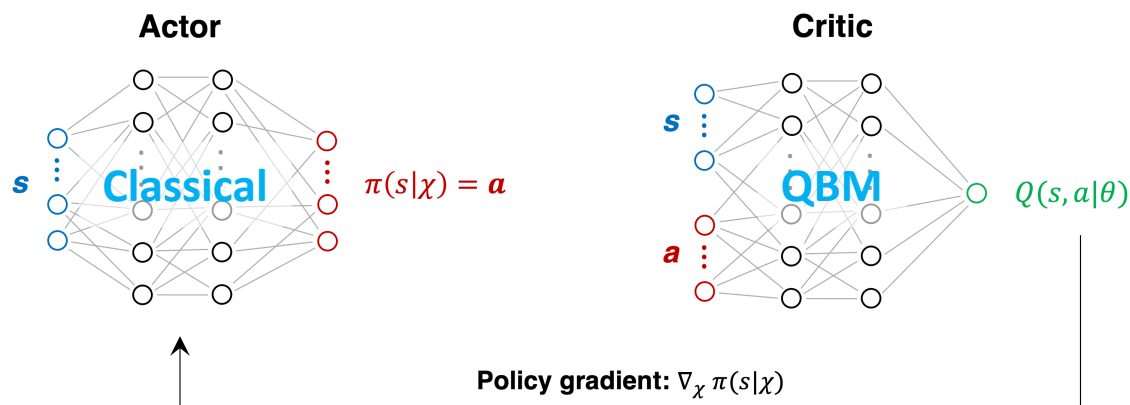 Actor
Critic
s
Classical
π(s|χ) = a
s
a
QBM
Q(s, a|θ)
Policy gradient: ∇χ π(s|χ)